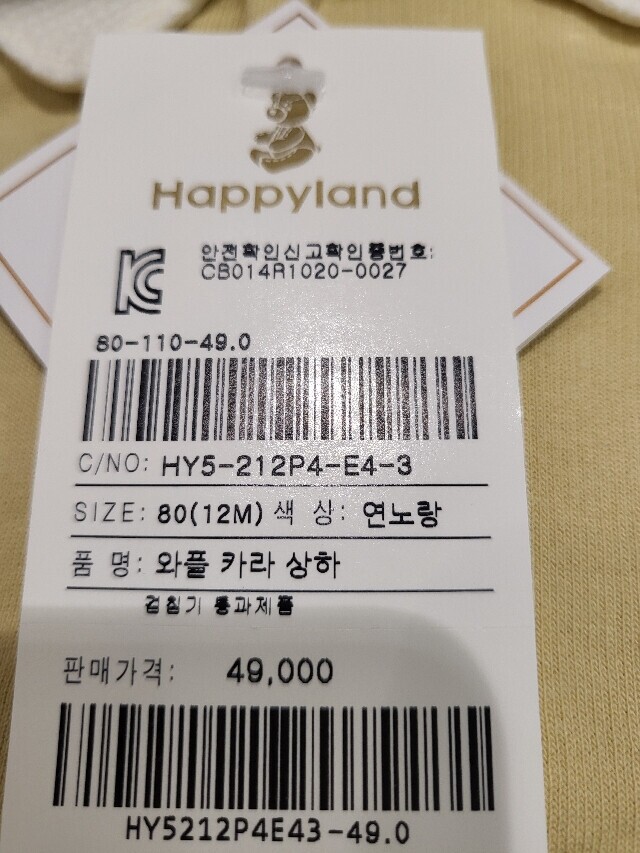 Happyland
안전확인신고확인증번호:
CB014R1020-0027
80-110-49.0
C/NO: HY5-212P4-E4-3
SIZE: 80(12M) 색 상: 연노랑
품 명: 와플 카라 상하
검침기 통과제품
판매가격: 49,000
HY5212P4E43-49.0